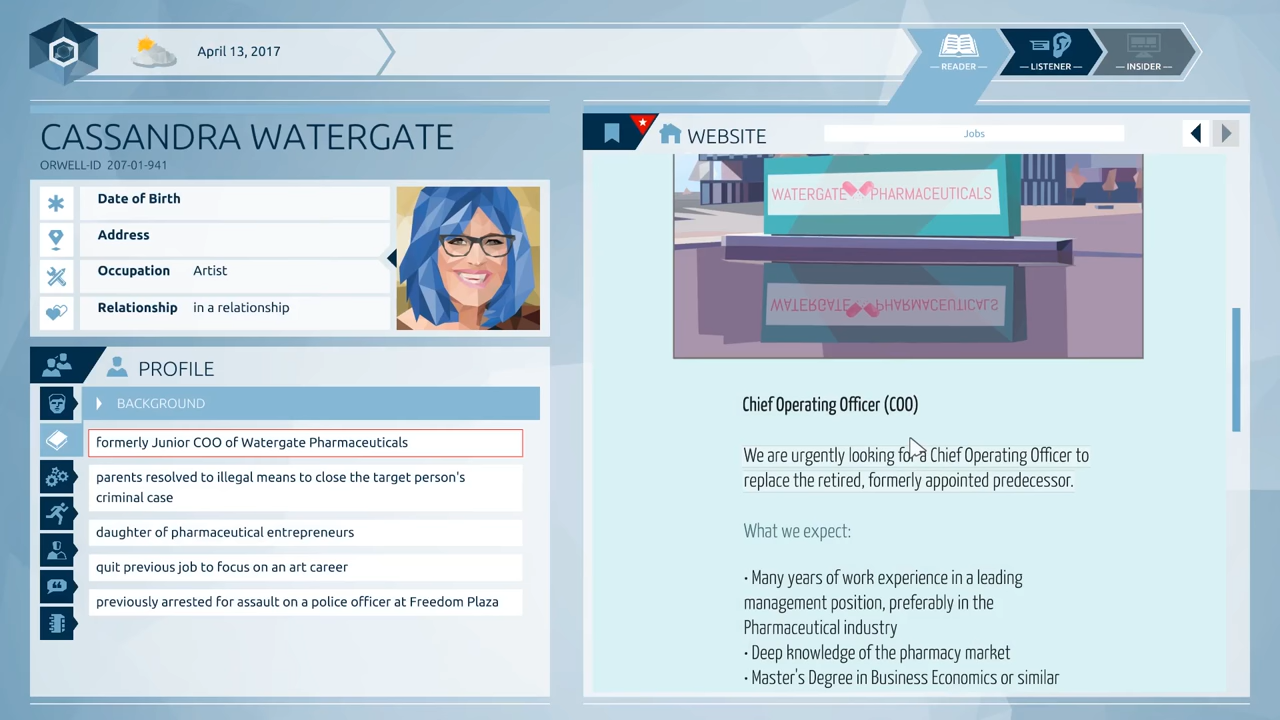 April 13, 2017
— READER —
— LISTENER —
— INSIDER —
CASSANDRA WATERGATE
ORWELL-ID 207-01-941
Date of Birth
Address
Occupation Artist
Relationship in a relationship
PROFILE
BACKGROUND
formerly Junior COO of Watergate Pharmaceuticals
parents resolved to illegal means to close the target person's
criminal case
daughter of pharmaceutical entrepreneurs
quit previous job to focus on an art career
previously arrested for assault on a police officer at Freedom Plaza
WEBSITE
Jobs
WATERGATE PHARMACEUTICALS
WATERGATE PHARMACEUTICALS
Chief Operating Officer (COO)
We are urgently looking for a Chief Operating Officer to
replace the retired, formerly appointed predecessor.
What we expect:
• Many years of work experience in a leading
management position, preferably in the
Pharmaceutical industry
• Deep knowledge of the pharmacy market
• Master's Degree in Business Economics or similar